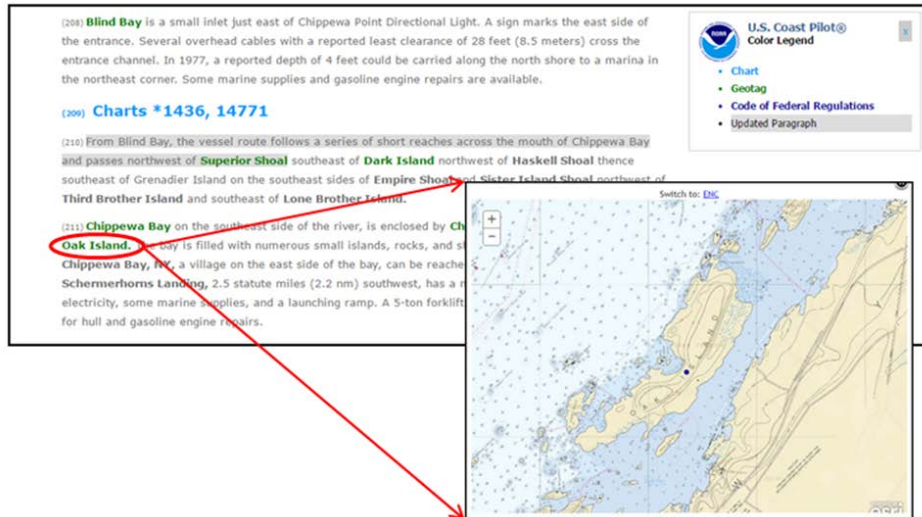 (208) Blind Bay is a small inlet just east of Chippewa Point Directional Light. A sign marks the east side of
the entrance. Several overhead cables with a reported least clearance of 28 feet (8.5 meters) cross the
entrance channel. In 1977, a reported depth of 4 feet could be carried along the north shore to a marina in
the northeast corner. Some marine supplies and gasoline engine repairs are available.
(209) Charts *1436, 14771
(210) From Blind Bay, the vessel route follows a series of short reaches across the mouth of Chippewa Bay
and passes northwest of Superior Shoal southeast of Dark Island northwest of Haskell Shoal thence
southeast of Grenadier Island on the southeast sides of Empire Shoal and Sister Island Shoal northwest of
Third Brother Island and southeast of Lone Brother Island.
(211) Chippewa Bay on the southeast side of the river, is enclosed by Ch
Oak Island. The bay is filled with numerous small islands, rocks, and sh
Chippewa Bay, NY, a village on the east side of the bay, can be reache
Schermerhorns Landing, 2.5 statute miles (2.2 nm) southwest, has a
electricity, some marine supplies, and a launching ramp. A 5-ton forklift
for hull and gasoline engine repairs.
NOAA
U.S. Coast Pilot®
Color Legend
x
• Chart
• Geotag
• Code of Federal Regulations
• Updated Paragraph
Switch to: ENC
+
−
OAK ISLAND
esri